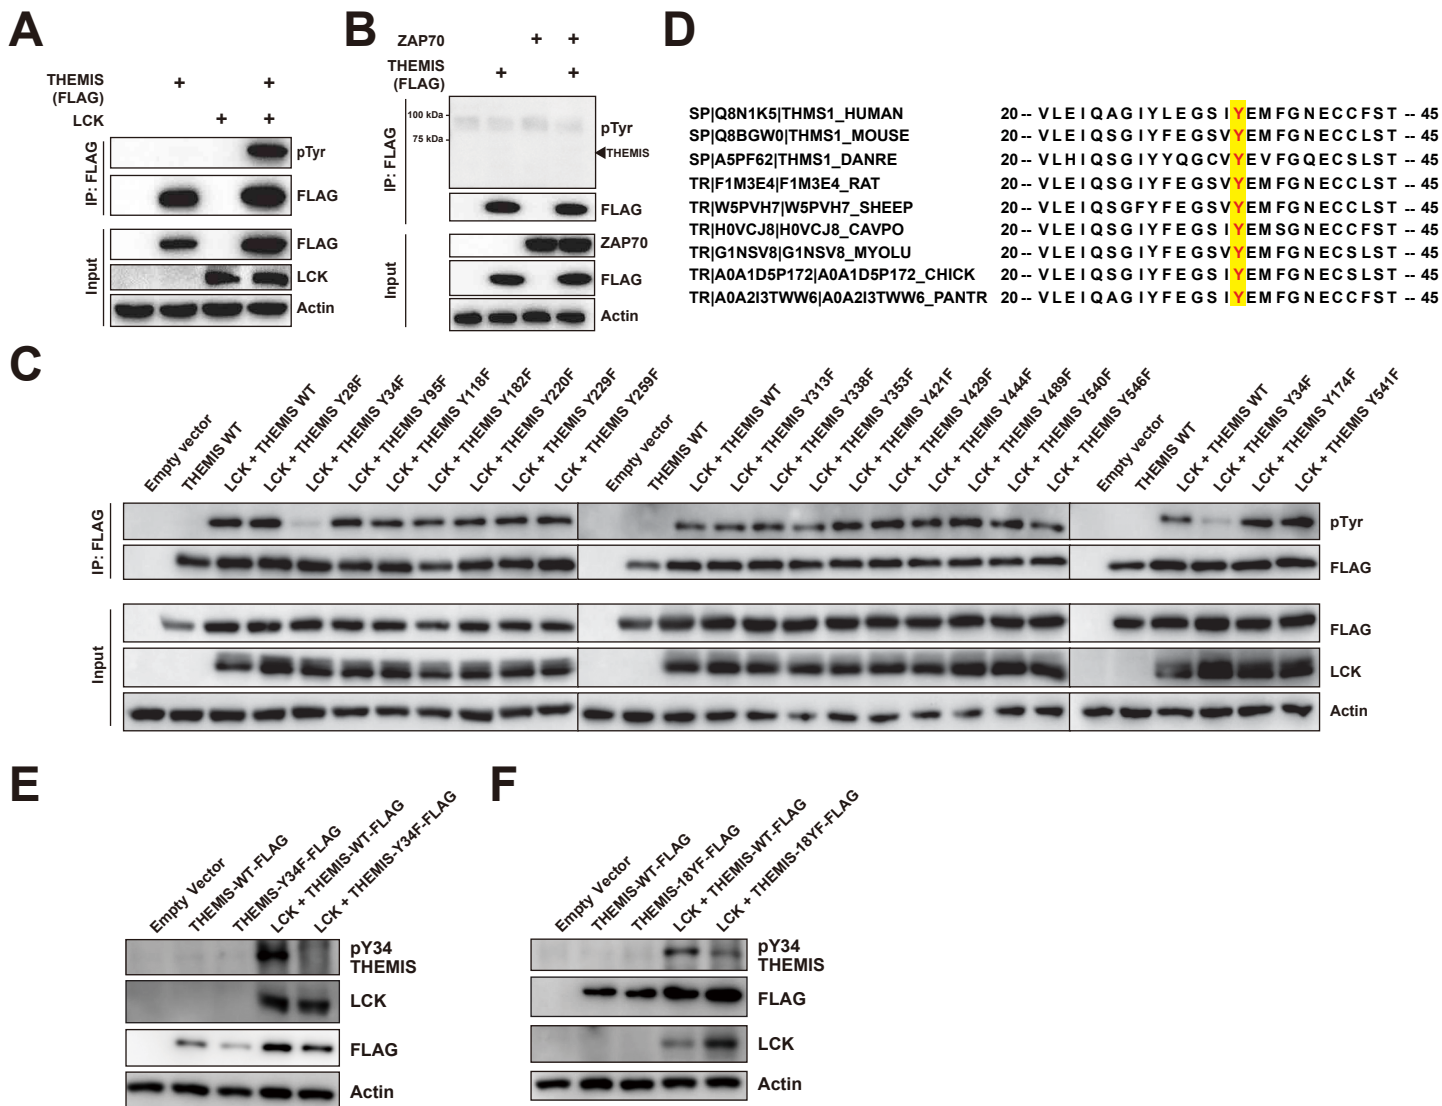 A
THEMIS
(FLAG)
+
+
LCK
+
+
IP: FLAG
pTyr
FLAG
Input
FLAG
LCK
Actin
B
ZAP70
+
+
THEMIS
(FLAG)
+
+
IP: FLAG
100 kDa
75 kDa
pTyr
THEMIS
FLAG
Input
ZAP70
FLAG
Actin
D
SP|Q8N1K5|THMS1_HUMAN 20 -- V L E I Q A G I Y L E G S I Y E M F G N E C C F S T -- 45
SP|Q8BGW0|THMS1_MOUSE 20 -- V L E I Q S G I Y F E G S V Y E M F G N E C C F S T -- 45
SP|A5PF62|THMS1_DANRE 20 -- V L H I Q S G I Y Y Q G C V Y E V F G Q E C S L S T -- 45
TR|F1M3E4|F1M3E4_RAT 20 -- V L E I Q S G I Y F E G S V Y E M F G N E C C L S T -- 45
TR|W5PVH7|W5PVH7_SHEEP 20 -- V L E I Q S G F Y F E G S V Y E M F G N E C C F S T -- 45
TR|H0VCJ8|H0VCJ8_CAVPO 20 -- V L E I Q S G I Y F E G S I Y E M S G N E C C F S T -- 45
TR|G1NSV8|G1NSV8_MYOLU 20 -- V L E I Q S G I Y F E G S V Y E M F G N E C C L S T -- 45
TR|A0A1D5P172|A0A1D5P172_CHICK 20 -- V L E I Q S G I Y F E G S I Y E M F G N E C S L S T -- 45
TR|A0A2I3TWW6|A0A2I3TWW6_PANTR 20 -- V L E I Q A G I Y F E G S I Y E M F G N E C C F S T -- 45
C
Empty vector
THEMIS WT
LCK + THEMIS WT
LCK + THEMIS Y28F
LCK + THEMIS Y34F
LCK + THEMIS Y95F
LCK + THEMIS Y118F
LCK + THEMIS Y182F
LCK + THEMIS Y220F
LCK + THEMIS Y229F
LCK + THEMIS Y259F
Empty vector
THEMIS WT
LCK + THEMIS WT
LCK + THEMIS Y313F
LCK + THEMIS Y338F
LCK + THEMIS Y353F
LCK + THEMIS Y421F
LCK + THEMIS Y429F
LCK + THEMIS Y444F
LCK + THEMIS Y489F
LCK + THEMIS Y540F
LCK + THEMIS Y546F
Empty vector
THEMIS WT
LCK + THEMIS WT
LCK + THEMIS Y34F
LCK + THEMIS Y174F
LCK + THEMIS Y541F
IP: FLAG
pTyr
FLAG
Input
FLAG
LCK
Actin
E
Empty Vector
THEMIS-WT-FLAG
THEMIS-Y34F-FLAG
LCK + THEMIS-WT-FLAG
LCK + THEMIS-Y34F-FLAG
pY34
THEMIS
LCK
FLAG
Actin
F
Empty Vector
THEMIS-WT-FLAG
THEMIS-18YF-FLAG
LCK + THEMIS-WT-FLAG
LCK + THEMIS-18YF-FLAG
pY34
THEMIS
FLAG
LCK
Actin